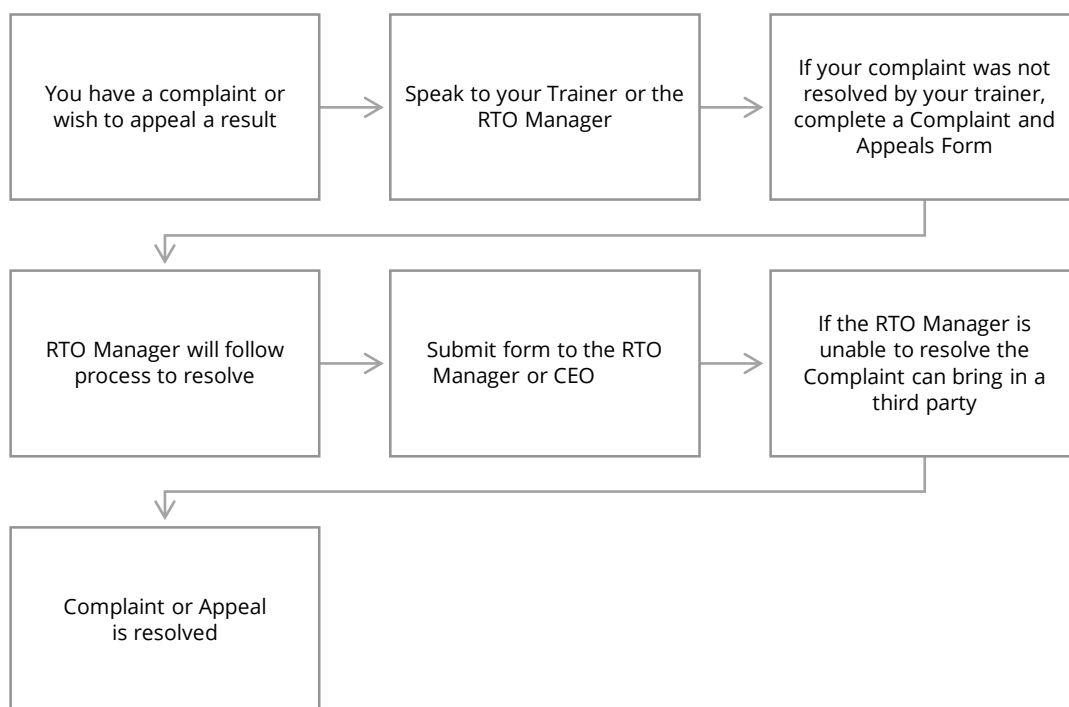 You have a complaint or
wish to appeal a result
Speak to your Trainer or the
RTO Manager
If your complaint was not
resolved by your trainer,
complete a Complaint and
Appeals Form
RTO Manager will follow
process to resolve
Submit form to the RTO
Manager or CEO
If the RTO Manager is
unable to resolve the
Complaint can bring in a
third party
Complaint or Appeal
is resolved